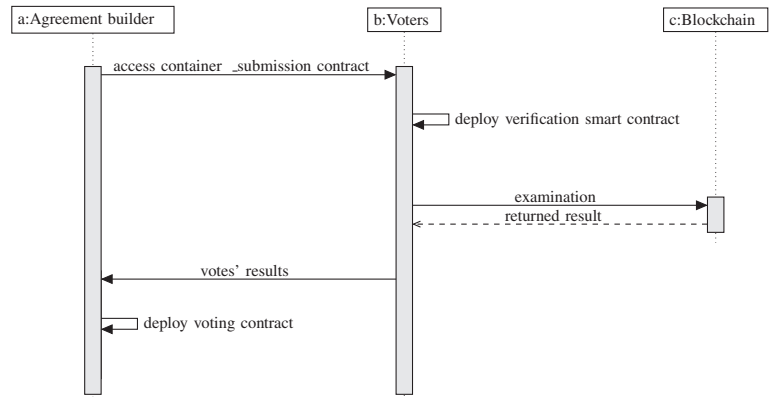 a:Agreement builder
b:Voters
c:Blockchain
access container _submission contract
deploy verification smart contract
examination
returned result
votes’ results
deploy voting contract